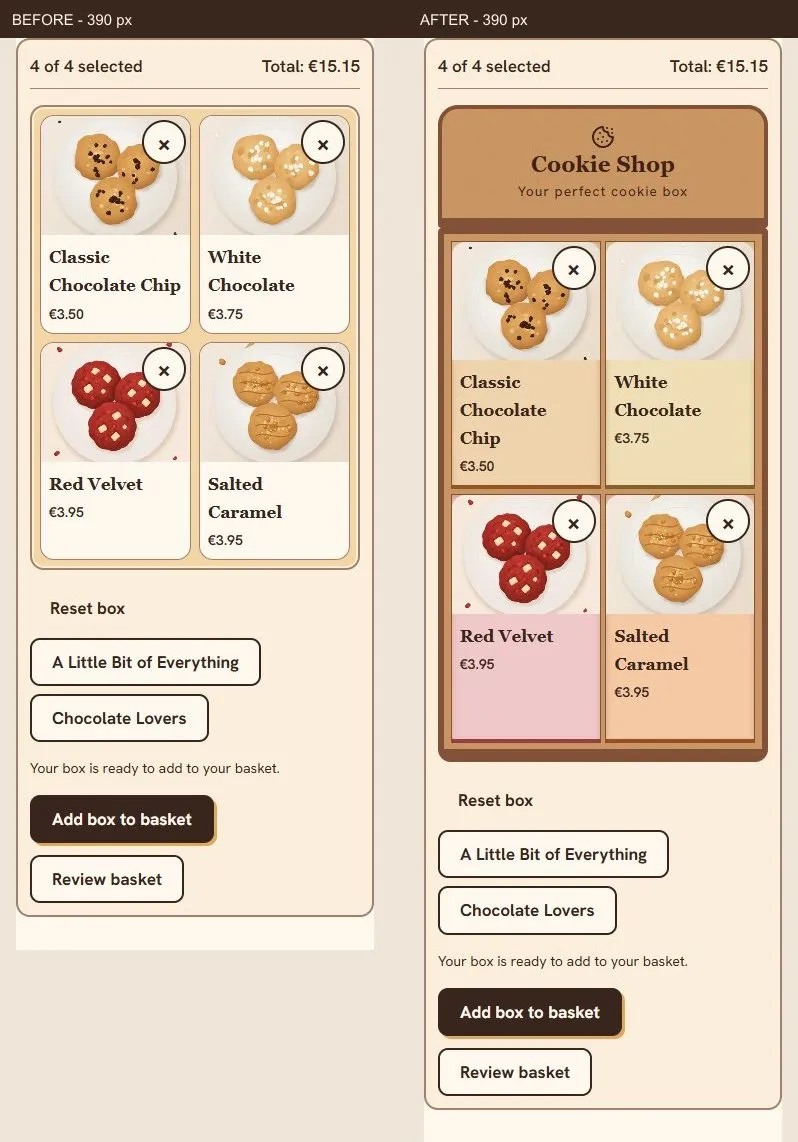 BEFORE - 390 px
4 of 4 selected
Total: €15.15
×
×
Classic
Chocolate Chip
€3.50
White
Chocolate
€3.75
×
×
Red Velvet
€3.95
Salted
Caramel
€3.95
Reset box
A Little Bit of Everything
Chocolate Lovers
Your box is ready to add to your basket.
Add box to basket
Review basket
AFTER - 390 px
4 of 4 selected
Total: €15.15
Cookie Shop
Your perfect cookie box
×
×
Classic
Chocolate
Chip
€3.50
White
Chocolate
€3.75
×
×
Red Velvet
€3.95
Salted
Caramel
€3.95
Reset box
A Little Bit of Everything
Chocolate Lovers
Your box is ready to add to your basket.
Add box to basket
Review basket